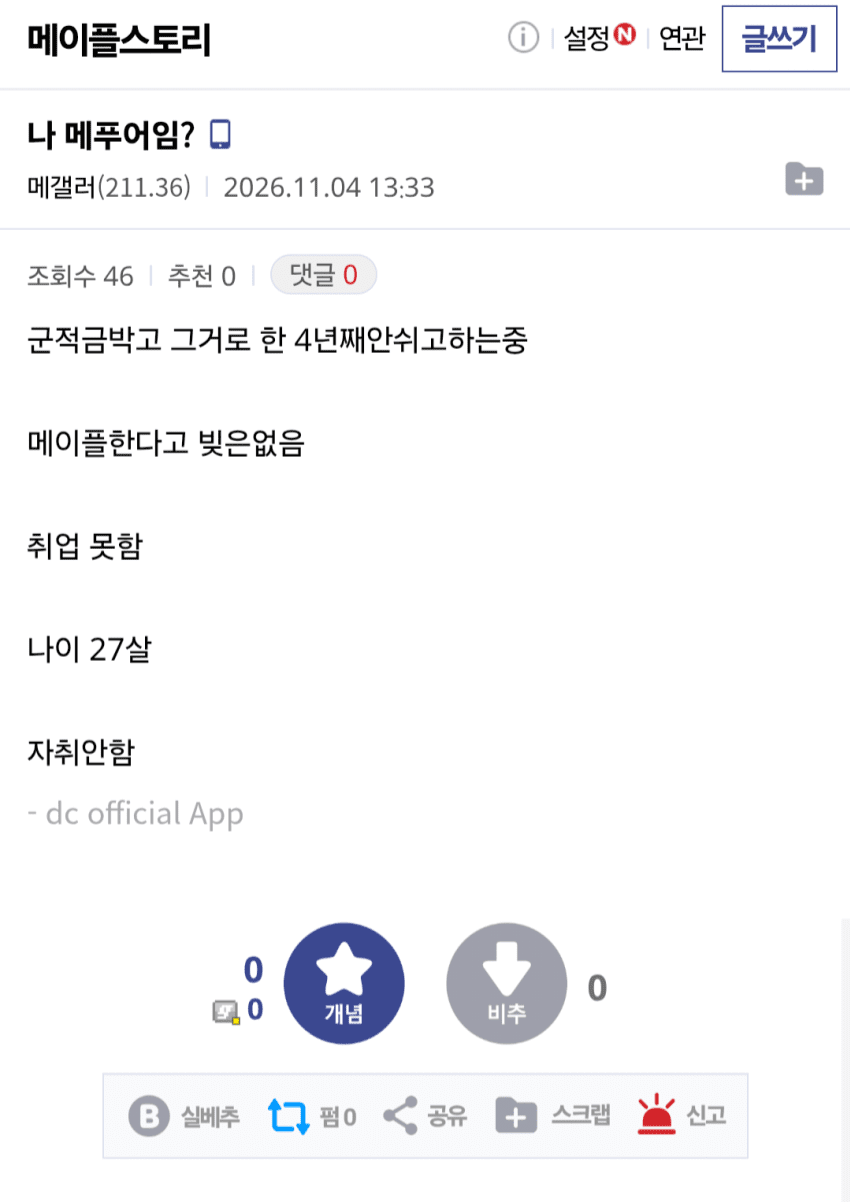 메이플스토리
설정 N 연관 글쓰기
나 메푸어임?
메갤러(211.36) 2026.11.04 13:33
조회수 46 추천 0 댓글 0
군적금박고 그거로 한 4년째안쉬고하는중
메이플한다고 빚은없음
취업 못함
나이 27살
자취안함
- dc official App
0
0
개념
비추
0
B 실베추 펌 0 공유 스크랩 신고